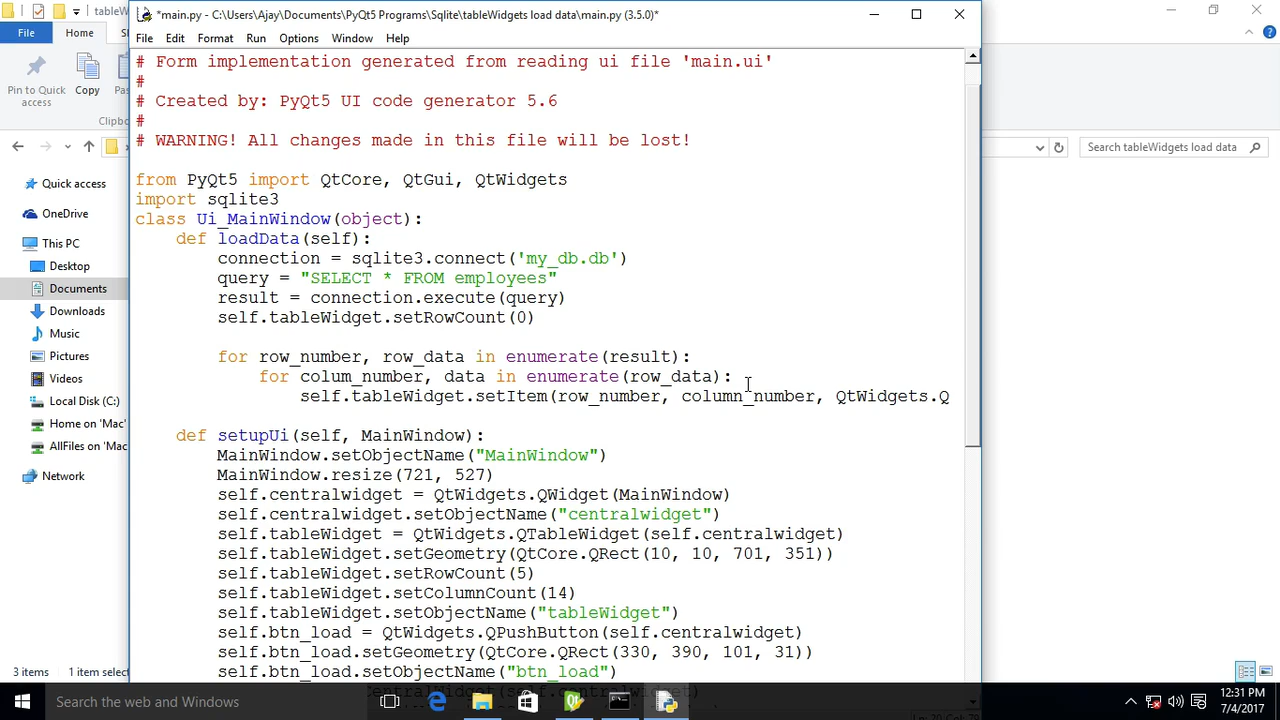 *main.py - C:\Users\Ajay\Documents\PyQt5 Programs\Sqlite\tableWidgets load data\main.py (3.5.0)*
File Edit Format Run Options Window Help
File
Home
Pin to Quick access
Copy
Search tableWidgets load data
Quick access
OneDrive
This PC
Desktop
Documents
Downloads
Music
Pictures
Videos
Local Disk (C:)
Home on 'Mac'
AllFiles on 'Mac
Network
3 items
# Form implementation generated from reading ui file 'main.ui'
#
# Created by: PyQt5 UI code generator 5.6
#
# WARNING! All changes made in this file will be lost!
from PyQt5 import QtCore, QtGui, QtWidgets
import sqlite3
class Ui_MainWindow(object):
    def loadData(self):
        connection = sqlite3.connect('my_db.db')
        query = "SELECT * FROM employees"
        result = connection.execute(query)
        self.tableWidget.setRowCount(0)
        for row_number, row_data in enumerate(result):
            for colum_number, data in enumerate(row_data):
                self.tableWidget.setItem(row_number, column_number, QtWidgets.Q
    def setupUi(self, MainWindow):
        MainWindow.setObjectName("MainWindow")
        MainWindow.resize(721, 527)
        self.centralwidget = QtWidgets.QWidget(MainWindow)
        self.centralwidget.setObjectName("centralwidget")
        self.tableWidget = QtWidgets.QTableWidget(self.centralwidget)
        self.tableWidget.setGeometry(QtCore.QRect(10, 10, 701, 351))
        self.tableWidget.setRowCount(5)
        self.tableWidget.setColumnCount(14)
        self.tableWidget.setObjectName("tableWidget")
        self.btn_load = QtWidgets.QPushButton(self.centralwidget)
        self.btn_load.setGeometry(QtCore.QRect(330, 390, 101, 31))
        self.btn_load.setObjectName("btn_load")
Search the web and Windows
12:31 PM
7/4/2017